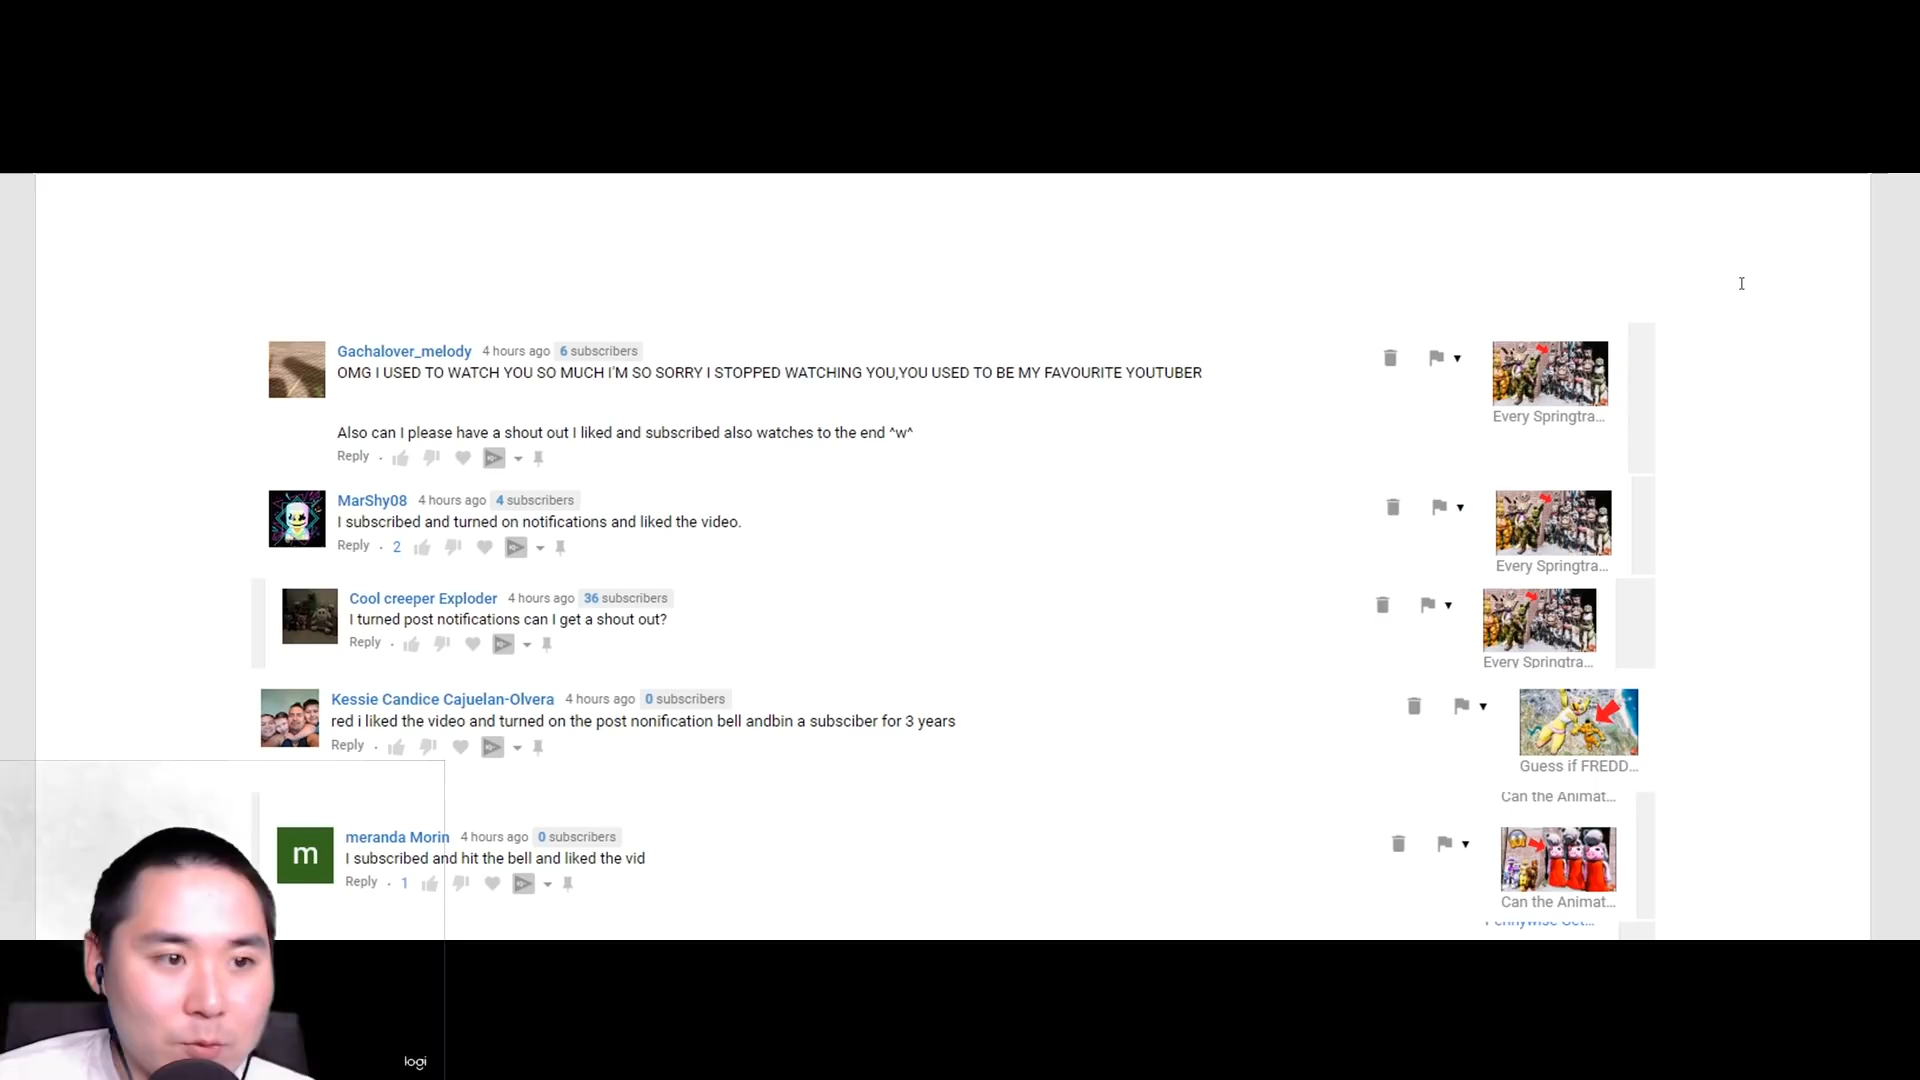 Gachalover_melody 4 hours ago 6 subscribers
OMG I USED TO WATCH YOU SO MUCH I'M SO SORRY I STOPPED WATCHING YOU,YOU USED TO BE MY FAVOURITE YOUTUBER
Every Springtra...
Also can I please have a shout out I liked and subscribed also watches to the end ^w^
Reply
MarShy08 4 hours ago 4 subscribers
I subscribed and turned on notifications and liked the video.
Reply 2
Every Springtra...
Cool creeper Exploder 4 hours ago 36 subscribers
I turned post notifications can I get a shout out?
Reply
Every Springtra...
Kessie Candice Cajuelan-Olvera 4 hours ago 0 subscribers
red i liked the video and turned on the post nonification bell andbin a subsciber for 3 years
Reply
Guess if FREDD...
Can the Animat...
m
meranda Morin 4 hours ago 0 subscribers
I subscribed and hit the bell and liked the vid
Reply 1
Can the Animat...
logi